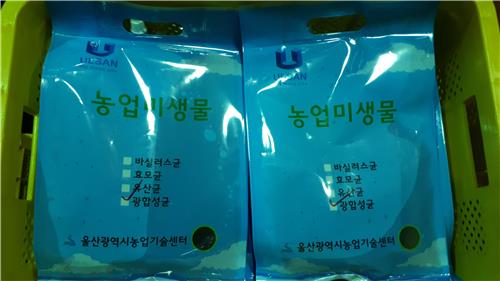 ULSAN
농업미생물
바실러스균
효모균
유산균
광합성균
울산광역시농업기술센터
ULSAN
농업미생물
바실러스균
효모균
유산균
광합성균
울산광역시농업기술센터